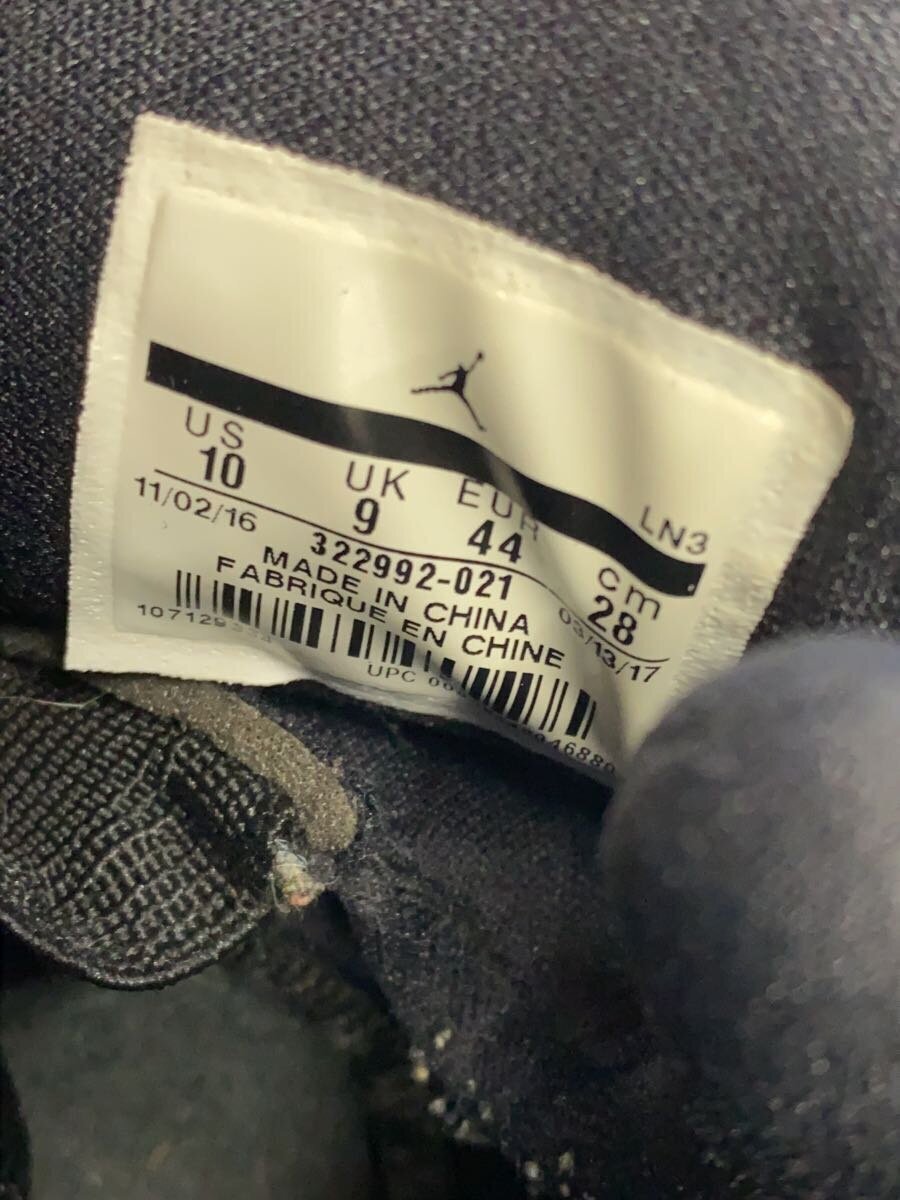 LN3
US UK EUR cm
10 9 44 28
11/02/16 322992-021 03/13/17
MADE IN CHINA
FABRIQUE EN CHINE
UPC